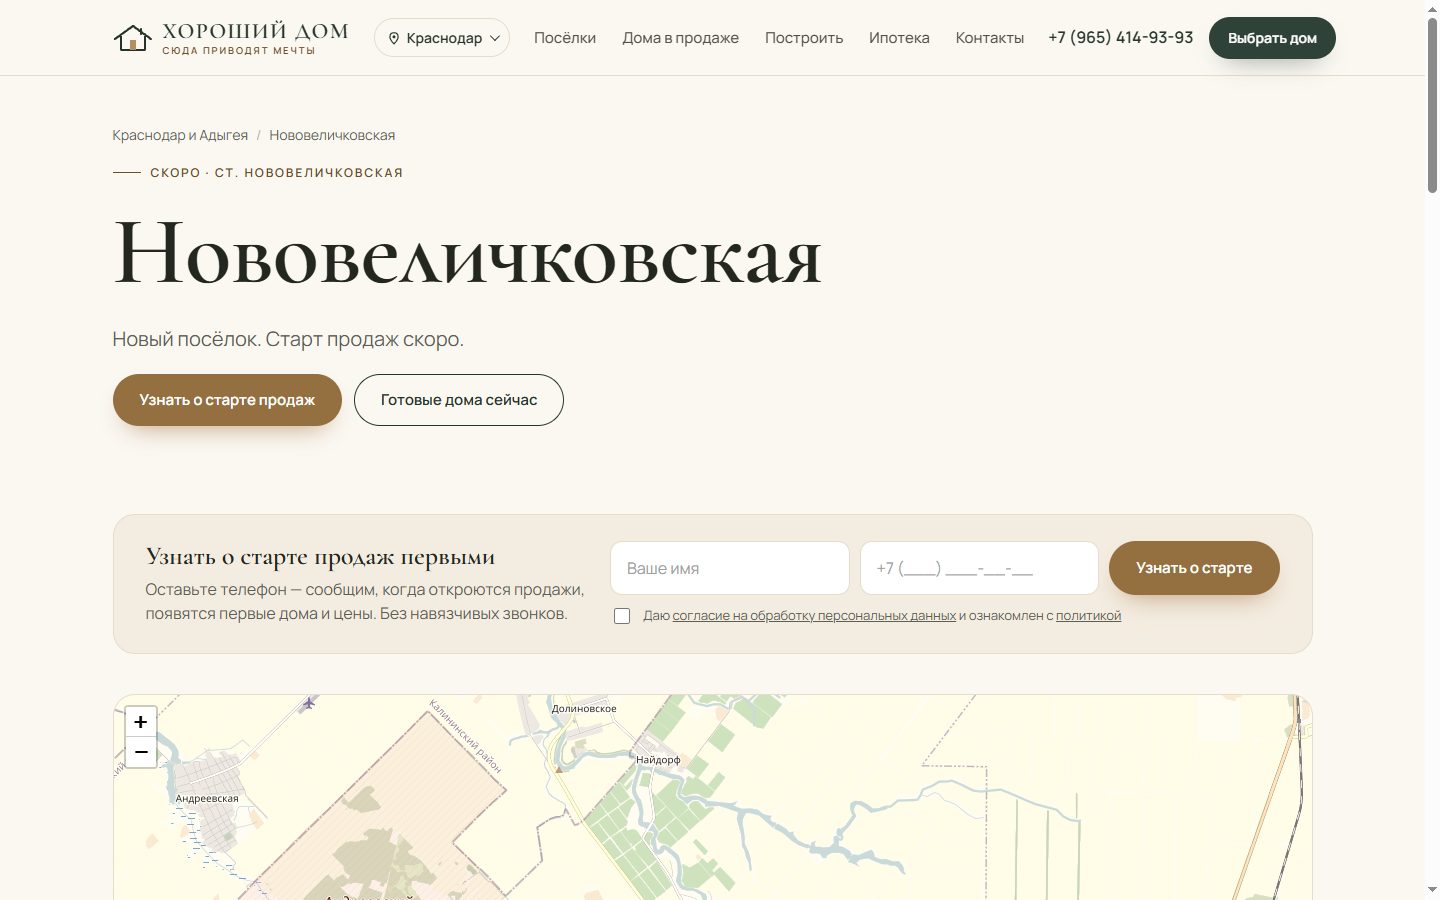 ХОРОШИЙ ДОМ
СЮДА ПРИВОДЯТ МЕЧТЫ
Краснодар
Посёлки
Дома в продаже
Построить
Ипотека
Контакты
+7 (965) 414-93-93
Выбрать дом
Краснодар и Адыгея / Нововеличковская
СКОРО · СТ. НОВОВЕЛИЧКОВСКАЯ
Нововеличковская
Новый посёлок. Старт продаж скоро.
Узнать о старте продаж
Готовые дома сейчас
Узнать о старте продаж первыми
Оставьте телефон — сообщим, когда откроются продажи,
появятся первые дома и цены. Без навязчивых звонков.
Ваше имя
+7 (___) ___-__-__
Узнать о старте
Даю согласие на обработку персональных данных и ознакомлен с политикой
+
−
Калининский район
Долиновское
Найдорф
Андреевская